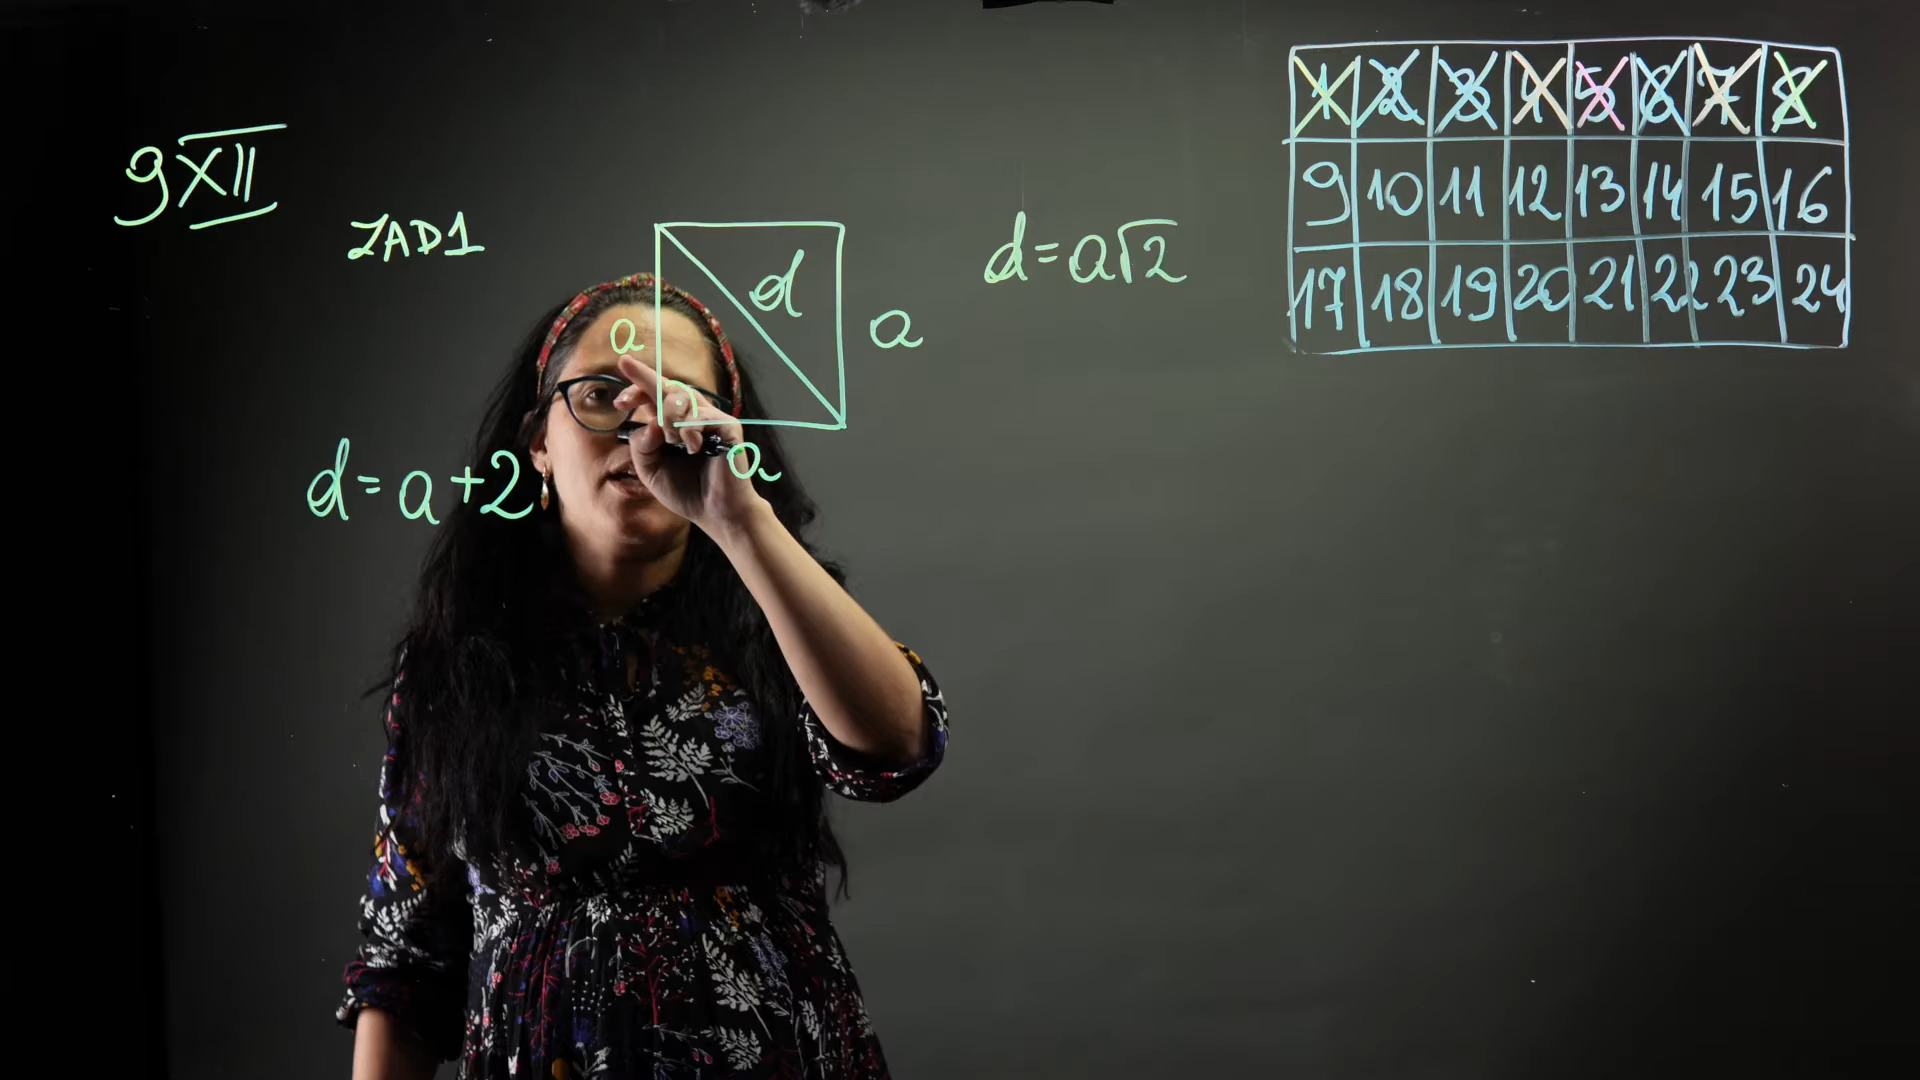 9 XII
ZAD1
d
a
a
a
d = a + 2
d = a√2
1 2 3 4 5 6 7 8
9 10 11 12 13 14 15 16
17 18 19 20 21 22 23 24